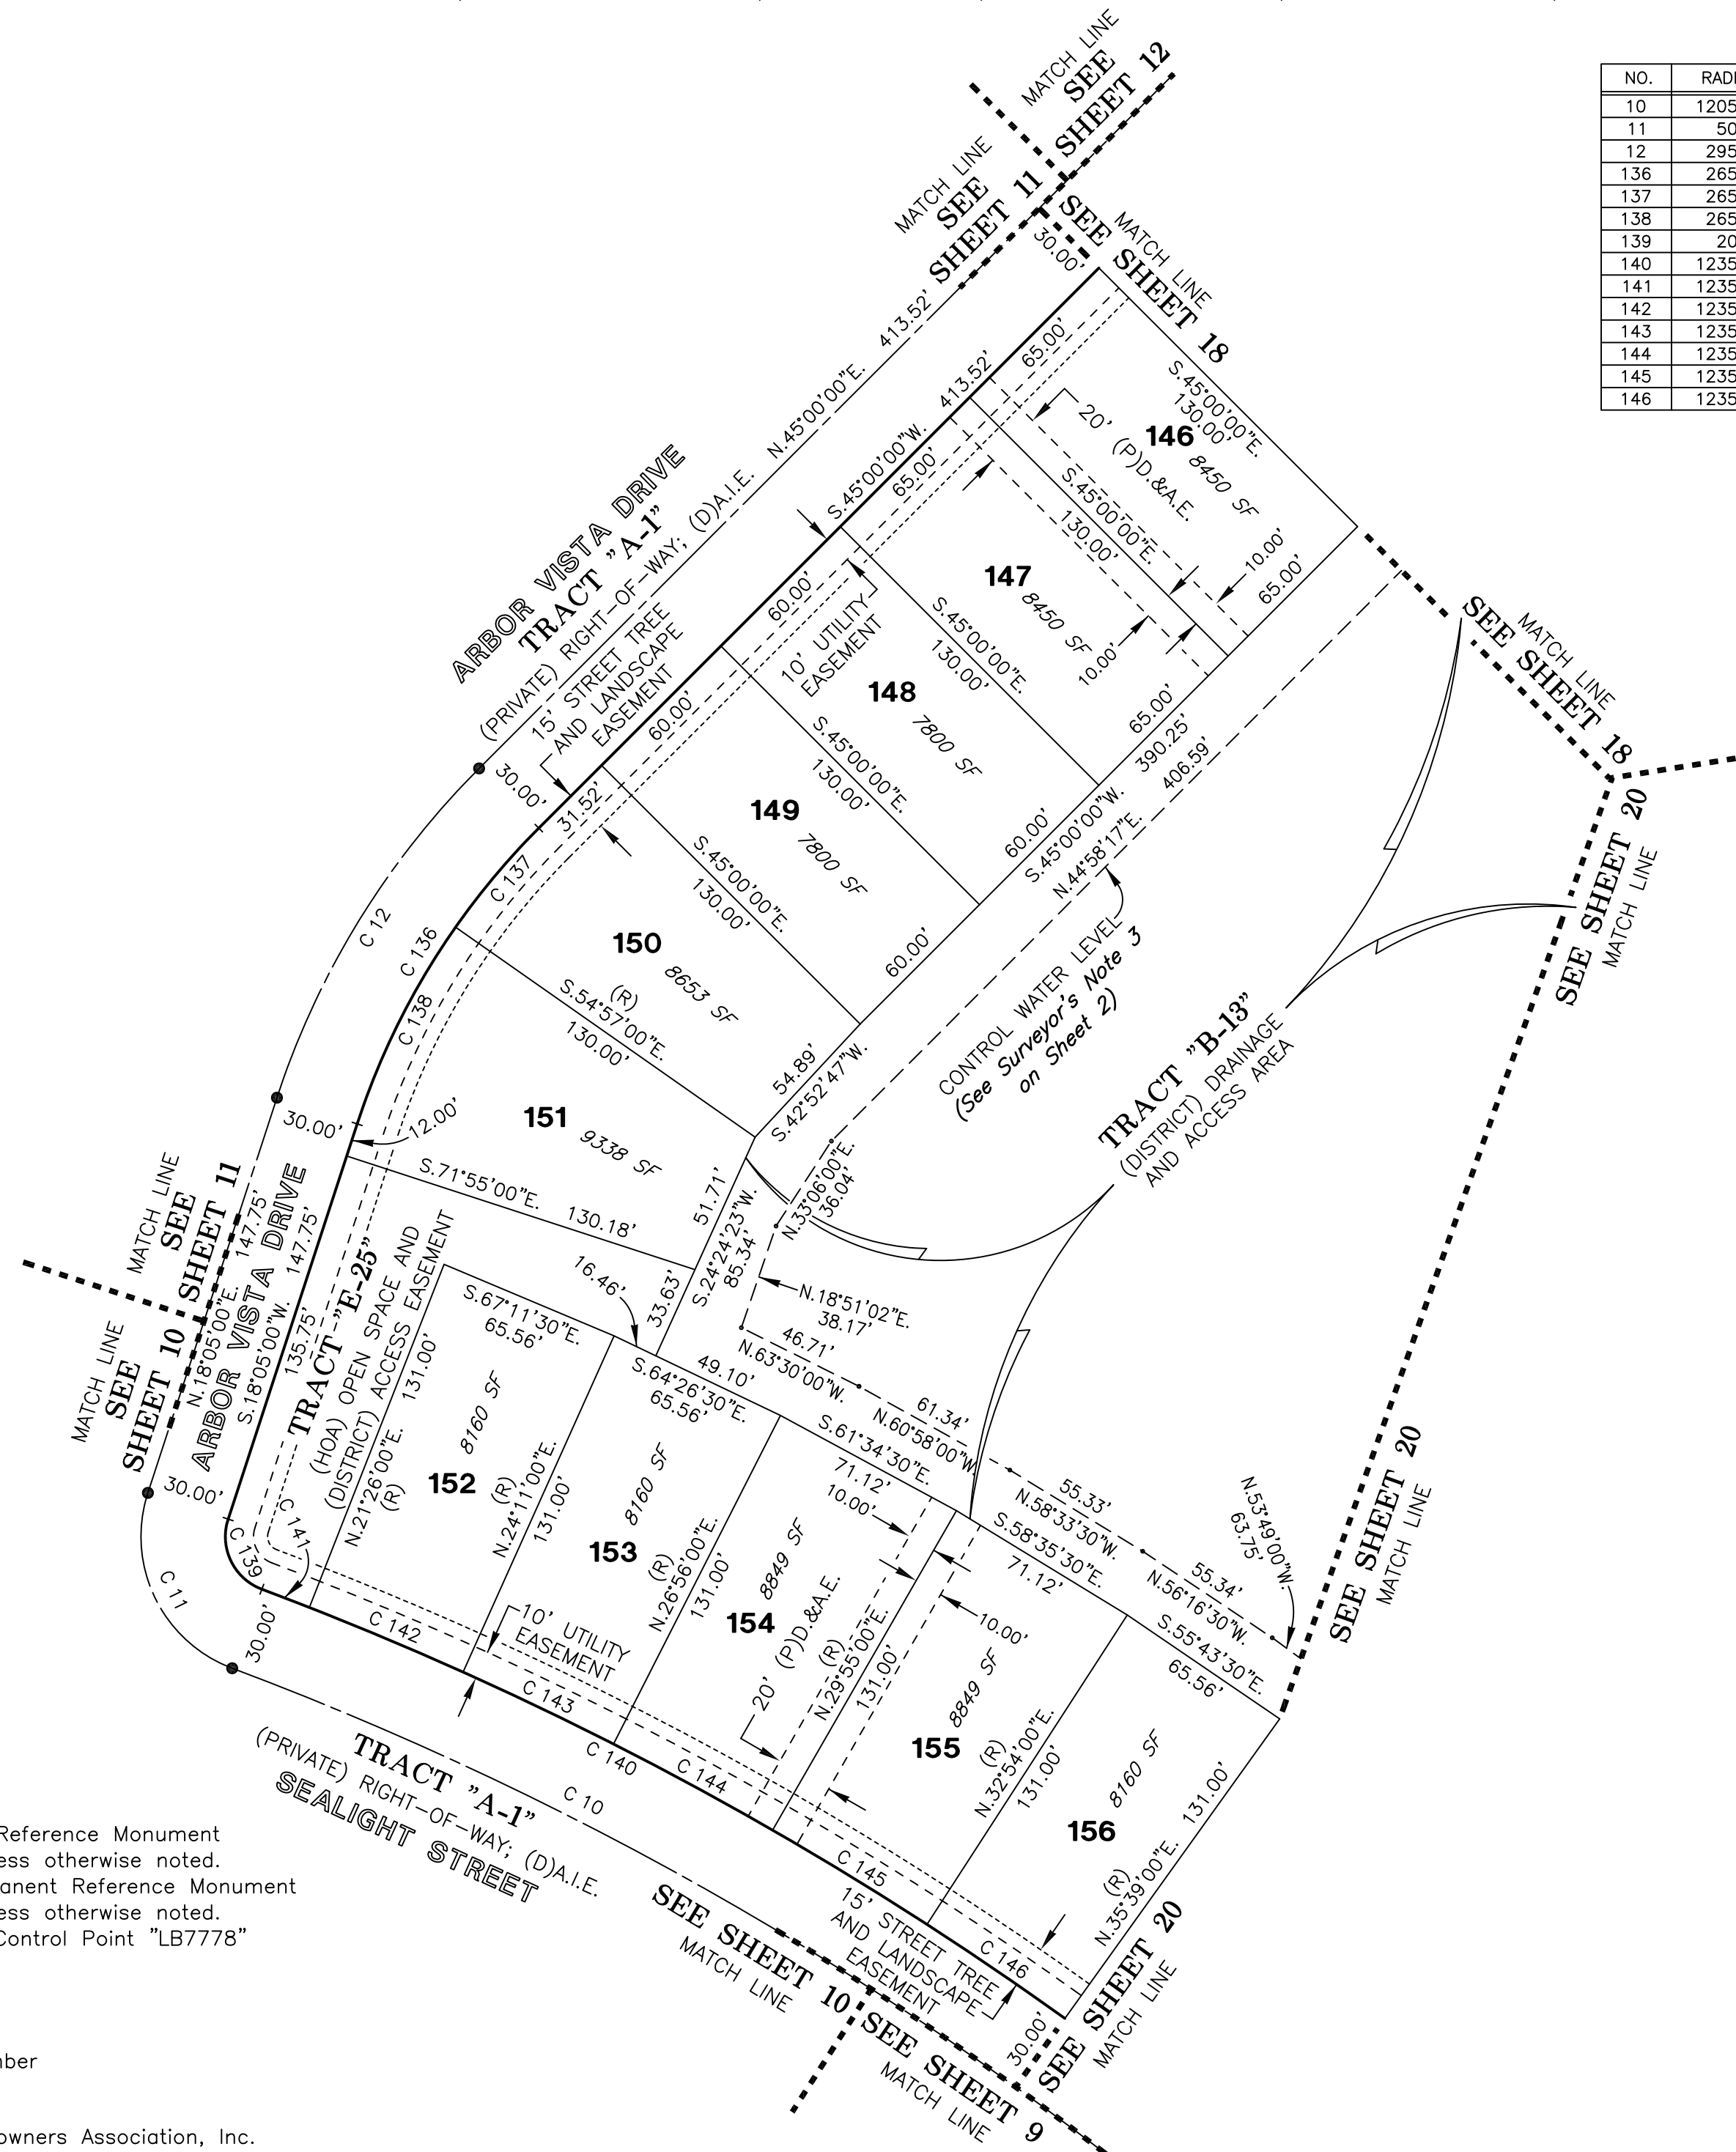 MATCH LINE
SEE
SHEET 12
MATCH LINE
SEE
SHEET 11
SEE SHEET 18
MATCH LINE
30.00'
NO.
RADI
10
1205
11
50
12
295
136
265
137
265
138
265
139
20
140
1235
141
1235
142
1235
143
1235
144
1235
145
1235
146
1235
ARBOR VISTA DRIVE
TRACT "A-1"
(PRIVATE) RIGHT-OF-WAY; (D)A.I.E.
N.45°00'00"E. 413.52'
S.45°00'00"W. 413.52'
65.00'
65.00'
60.00'
60.00'
31.52'
15' STREET TREE
AND LANDSCAPE
EASEMENT
30.00'
S.45°00'00"E.
130.00'
146
8450 SF
20' (P)D.&A.E.
S.45°00'00"E.
130.00'
10.00'
65.00'
147
8450 SF
10.00'
10' UTILITY
EASEMENT
S.45°00'00"E.
130.00'
65.00'
148
7800 SF
S.45°00'00"E.
130.00'
60.00'
149
7800 SF
S.45°00'00"E.
130.00'
60.00'
S.45°00'00"W. 390.25'
N.44°58'17"E. 406.59'
SEE SHEET 18
MATCH LINE
SEE SHEET 20
MATCH LINE
CONTROL WATER LEVEL
(See Surveyor's Note 3
on Sheet 2)
TRACT "B-13"
(DISTRICT) DRAINAGE
AND ACCESS AREA
C 12
C 136
C 137
C 138
150
8653 SF
(R)
S.54°57'00"E.
130.00'
54.89'
S.42°52'47"W.
151
9338 SF
30.00'
12.00'
S.71°55'00"E. 130.18'
51.71'
33.63'
S.24°24'23"W.
85.34'
N.33°06'00"E.
36.04'
N.18°51'02"E.
38.17'
MATCH LINE
SEE
SHEET 11
MATCH LINE
SEE
SHEET 10
N.18°05'00"E. 147.75'
ARBOR VISTA DRIVE
S.18°05'00"W. 147.75'
135.75'
TRACT "E-25"
(HOA) OPEN SPACE AND
(DISTRICT) ACCESS EASEMENT
N.21°26'00"E. 131.00'
(R)
16.46'
S.67°11'30"E.
65.56'
152
8160 SF
N.24°11'00"E.
(R)
131.00'
S.64°26'30"E.
65.56'
49.10'
153
8160 SF
N.26°56'00"E.
(R)
131.00'
46.71'
N.63°30'00"W.
61.34'
N.60°58'00"W.
S.61°34'30"E.
71.12'
10.00'
154
8849 SF
20' (P)D.&A.E.
N.29°55'00"E.
(R)
131.00'
55.33'
N.58°33'30"W.
S.58°35'30"E.
71.12'
10.00'
155
8849 SF
N.32°54'00"E.
(R)
131.00'
55.34'
N.56°16'30"W.
N.53°49'00"W.
63.75'
S.55°43'30"E.
65.56'
156
8160 SF
N.35°39'00"E. 131.00'
(R)
SEE SHEET 20
MATCH LINE
30.00'
C 139
C 141
C 11
30.00'
C 142
10' UTILITY
EASEMENT
C 143
C 140
C 144
C 145
C 146
C 10
TRACT "A-1"
(PRIVATE) RIGHT-OF-WAY; (D)A.I.E.
SEALIGHT STREET
15' STREET TREE
AND LANDSCAPE
EASEMENT
SEE SHEET 10
MATCH LINE
SEE SHEET 9
MATCH LINE
30.00'
SEE SHEET 20
MATCH LINE
Reference Monument
ess otherwise noted.
anent Reference Monument
ess otherwise noted.
Control Point "LB7778"
nber
owners Association, Inc.